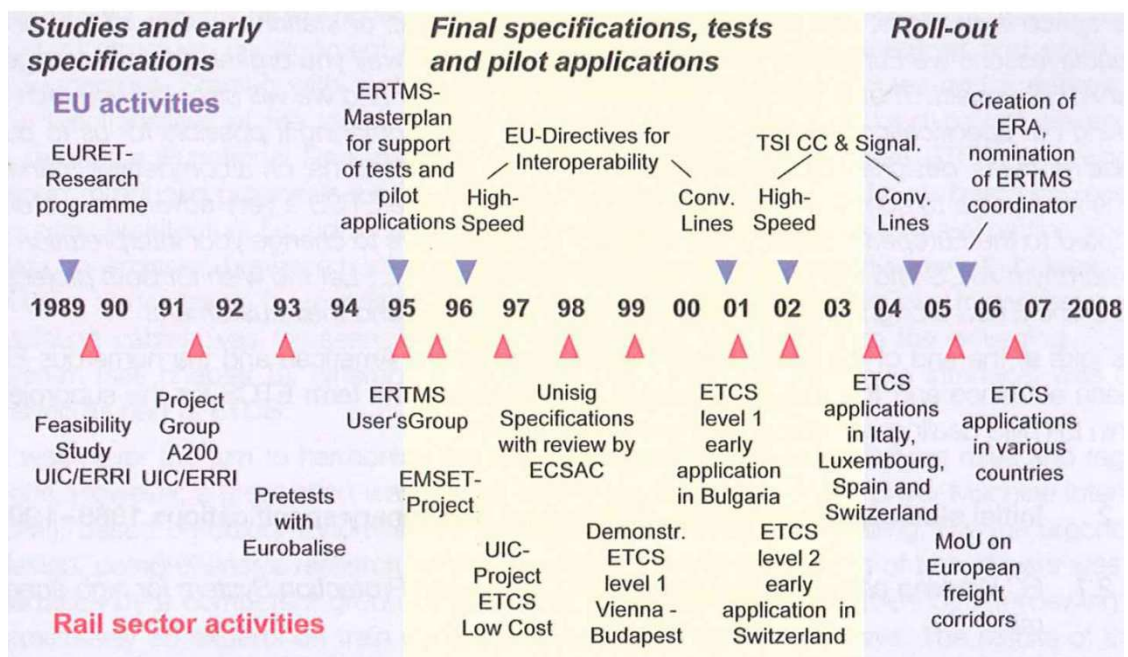 Studies and early
specifications
Final specifications, tests
and pilot applications
Roll-out
EU activities
EURET-
Research
programme
ERTMS-
Masterplan
for support
of tests and
pilot
applications
EU-Directives for
Interoperability
High-
Speed
Conv.
Lines
TSI CC & Signal.
High-
Speed
Conv.
Lines
Creation of
ERA,
nomination
of ERTMS
coordinator
1989 90 91 92 93 94 95 96 97 98 99 00 01 02 03 04 05 06 07 2008
Feasibility
Study
UIC/ERRI
Project
Group
A200
UIC/ERRI
Pretests
with
Eurobalise
ERTMS
User'sGroup
EMSET-
Project
UIC-
Project
ETCS
Low Cost
Unisig
Specifications
with review by
ECSAC
Demonstr.
ETCS
level 1
Vienna -
Budapest
ETCS
level 1
early
application
in Bulgaria
ETCS
level 2
early
application in
Switzerland
ETCS
applications
in Italy,
Luxembourg,
Spain and
Switzerland
ETCS
applications
in various
countries
MoU on
European
freight
corridors
Rail sector activities